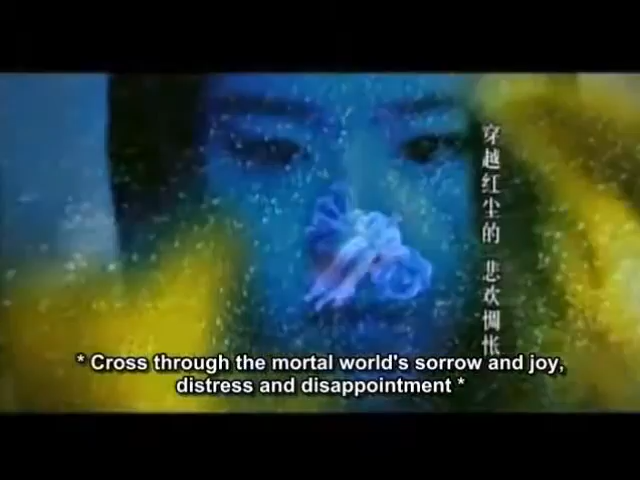 穿越红尘的 悲欢惆怅
* Cross through the mortal world's sorrow and joy,
distress and disappointment *